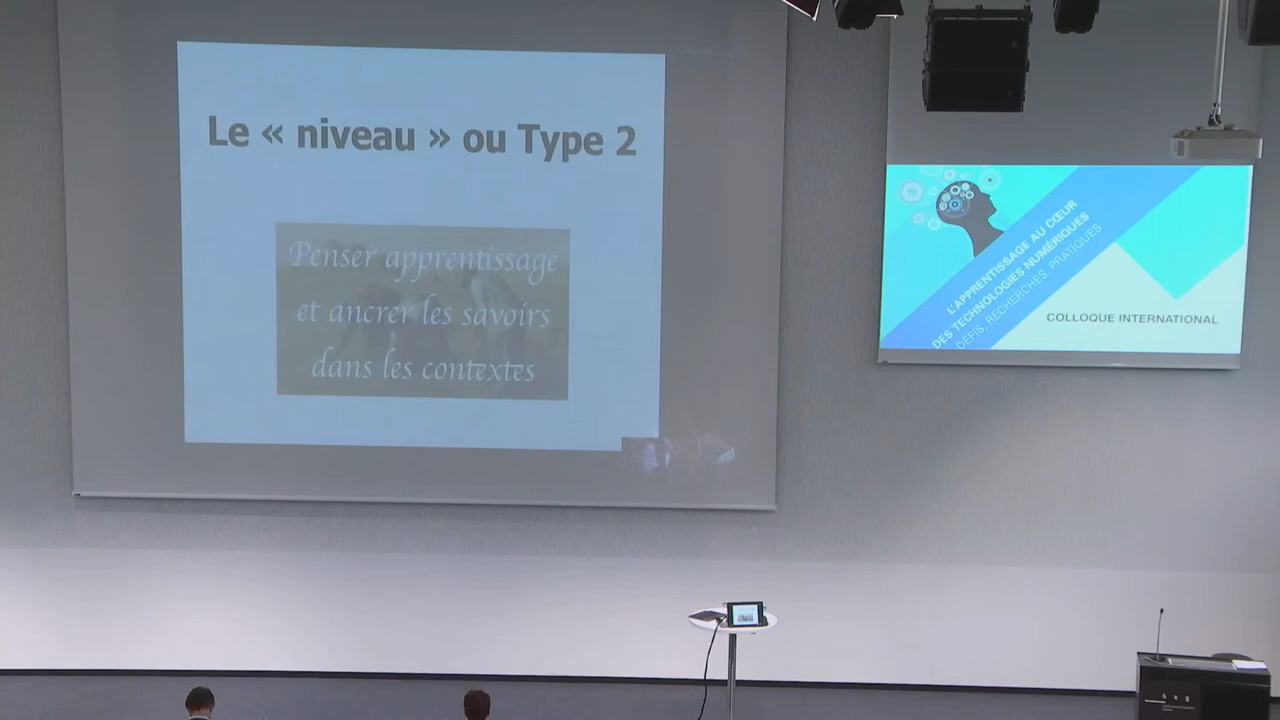 Le « niveau » ou Type 2
Penser apprentissage
et ancrer les savoirs
dans les contextes
L'APPRENTISSAGE AU CŒUR
DES TECHNOLOGIES NUMÉRIQUES
DÉFIS, RECHERCHES, PRATIQUES
COLLOQUE INTERNATIONAL